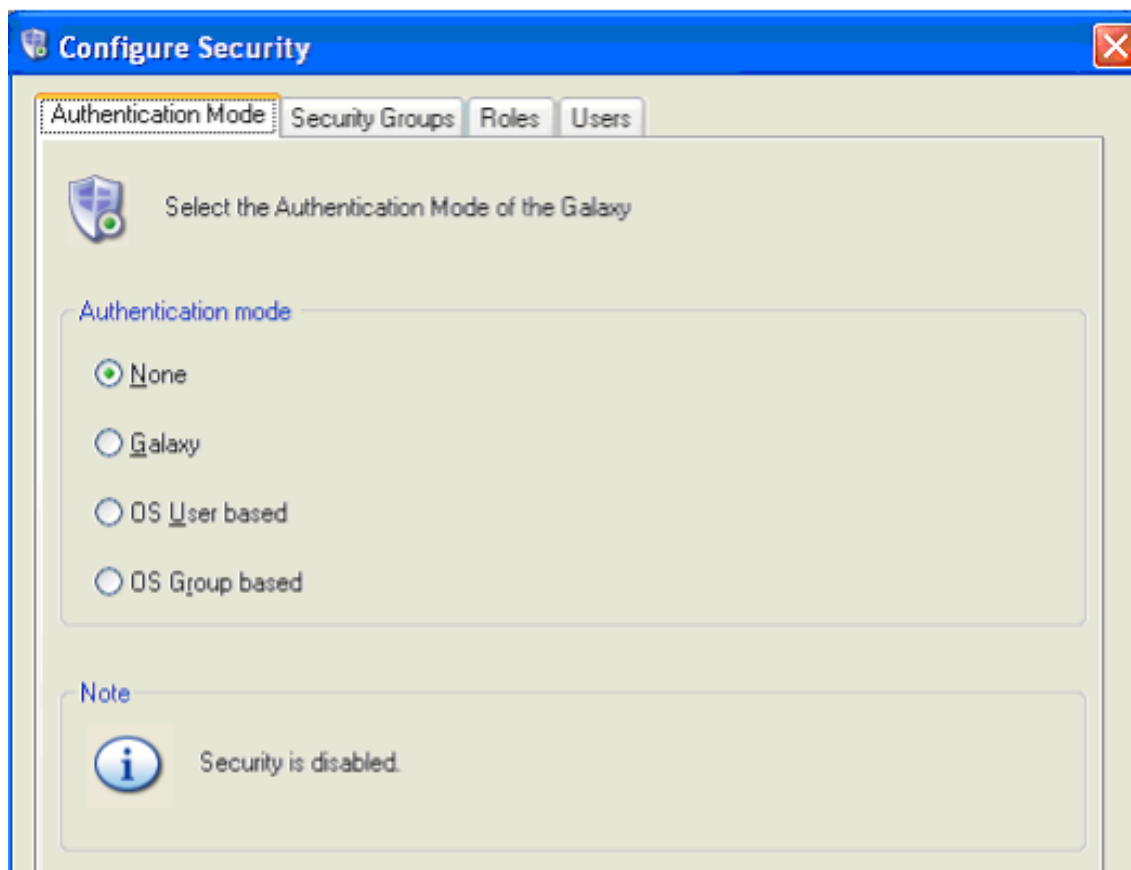 Configure Security
Authentication Mode Security Groups Roles Users
Select the Authentication Mode of the Galaxy
Authentication mode
None
Galaxy
OS User based
OS Group based
Note
Security is disabled.